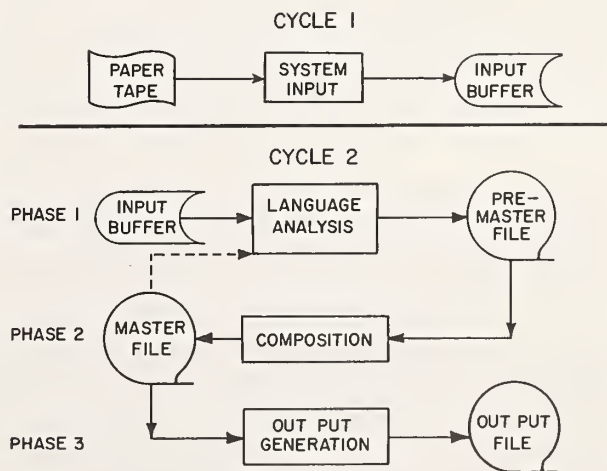 CYCLE 1
PAPER
TAPE
SYSTEM
INPUT
INPUT
BUFFER
CYCLE 2
PHASE 1
INPUT
BUFFER
LANGUAGE
ANALYSIS
PRE-
MASTER
FILE
PHASE 2
MASTER
FILE
COMPOSITION
PHASE 3
OUT PUT
GENERATION
OUT PUT
FILE